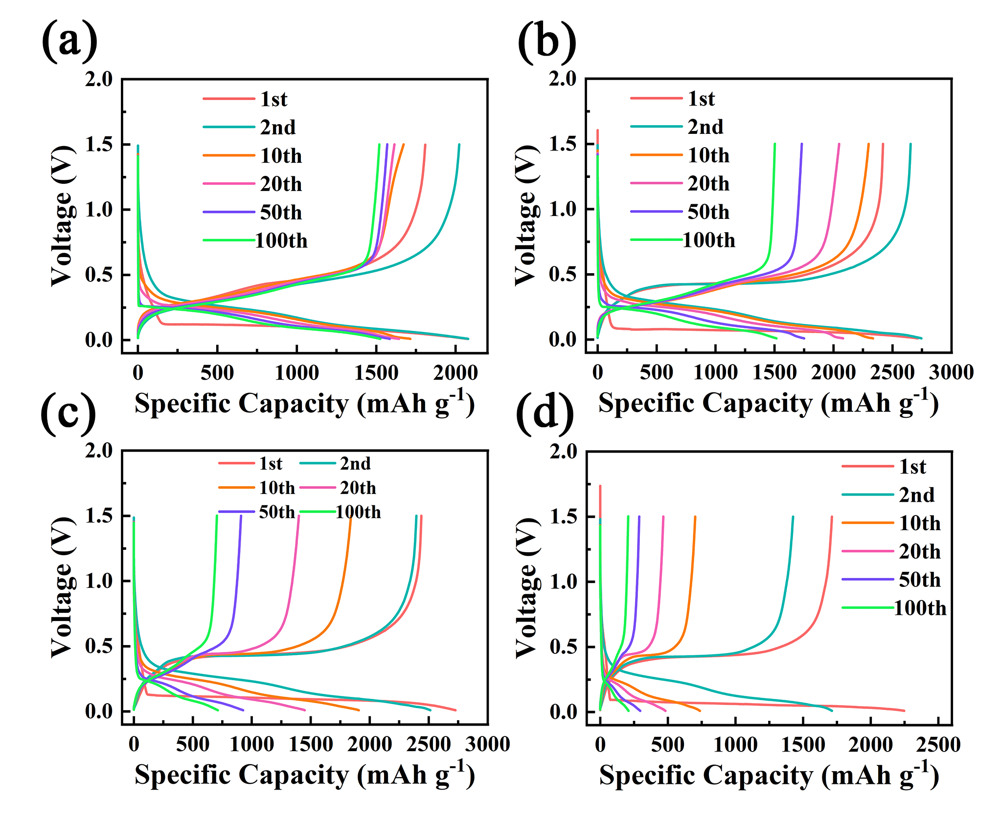 (a)
2.0
1.5
1.0
0.5
0.0
Voltage (V)
1st
2nd
10th
20th
50th
100th
0 500 1000 1500 2000
Specific Capacity (mAh g⁻¹)
(b)
2.0
1.5
1.0
0.5
0.0
Voltage (V)
1st
2nd
10th
20th
50th
100th
0 500 1000 1500 2000 2500 3000
Specific Capacity (mAh g⁻¹)
(c)
2.0
1.5
1.0
0.5
0.0
Voltage (V)
1st 2nd
10th 20th
50th 100th
0 500 1000 1500 2000 2500 3000
Specific Capacity (mAh g⁻¹)
(d)
2.0
1.5
1.0
0.5
0.0
Voltage (V)
1st
2nd
10th
20th
50th
100th
0 500 1000 1500 2000 2500
Specific Capacity (mAh g⁻¹)